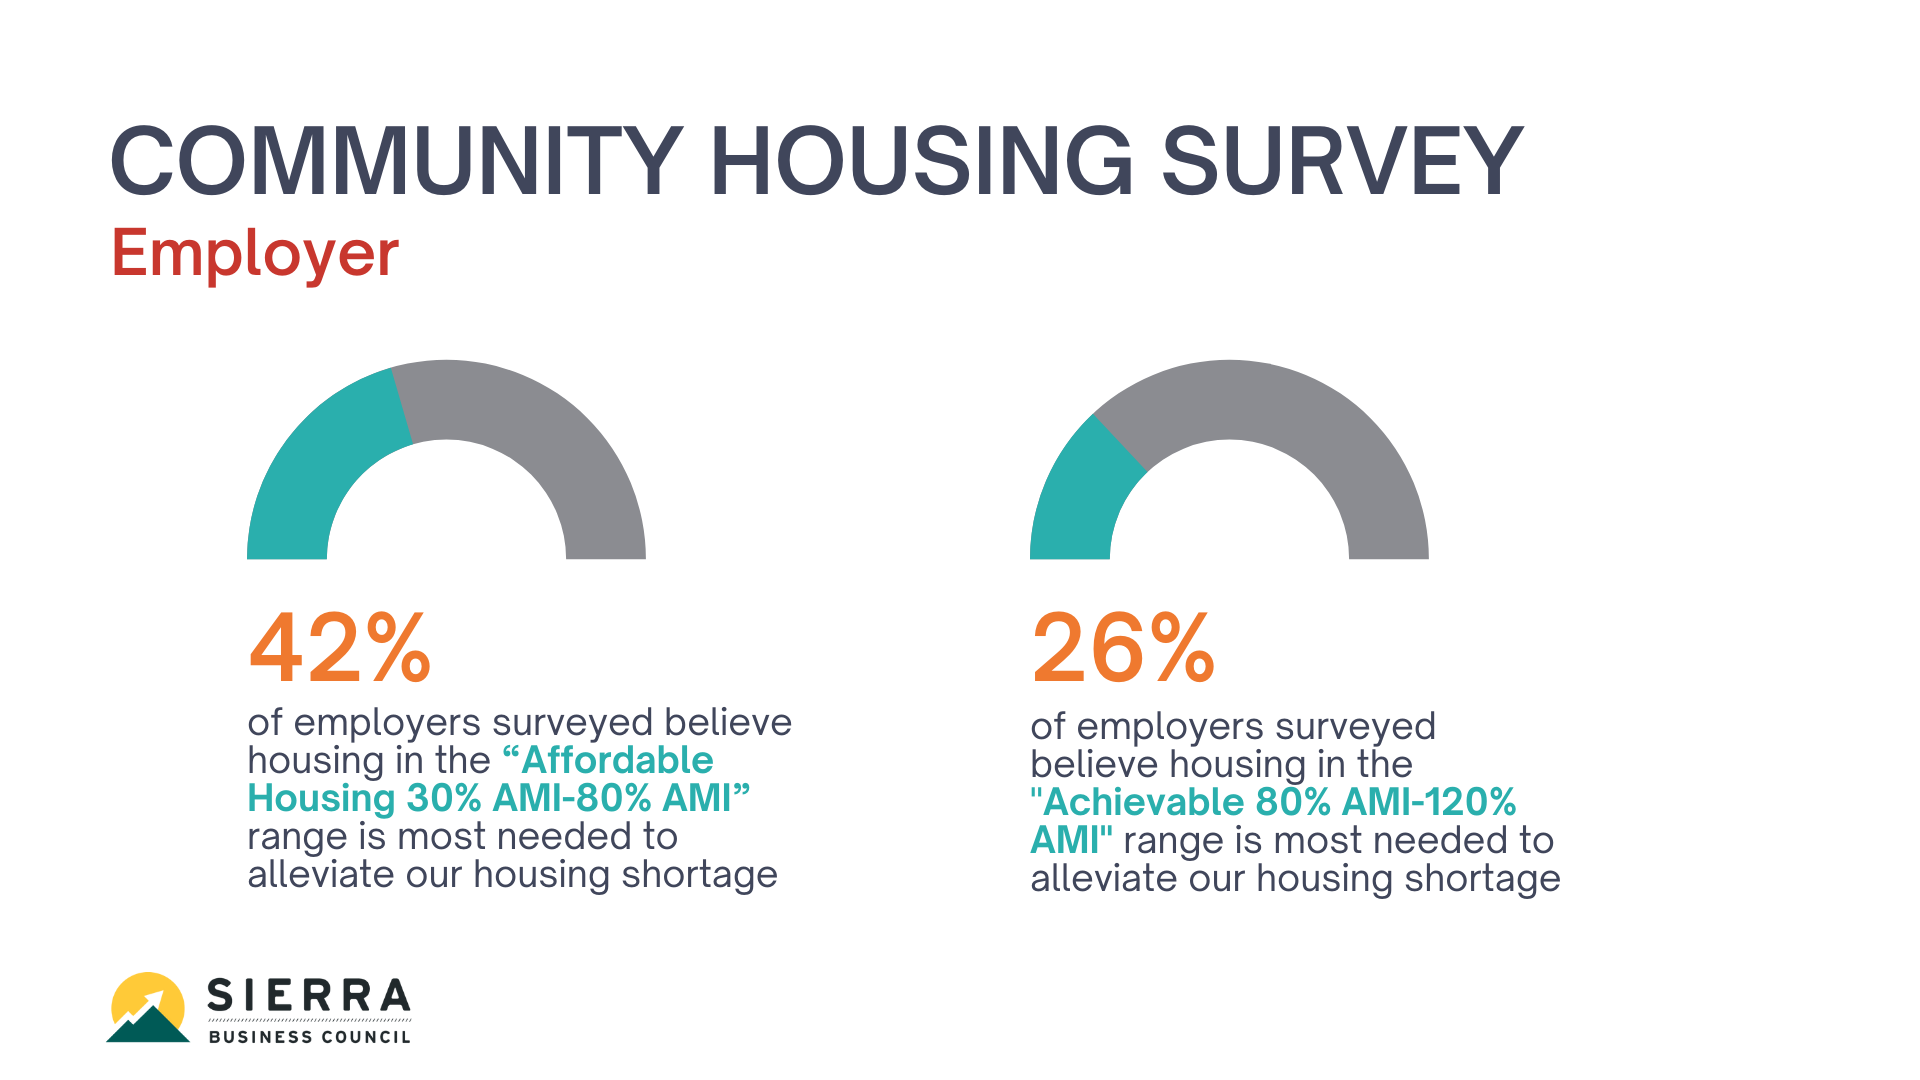 COMMUNITY HOUSING SURVEY
Employer
42%
of employers surveyed believe
housing in the “Affordable
Housing 30% AMI-80% AMI”
range is most needed to
alleviate our housing shortage
26%
of employers surveyed
believe housing in the
"Achievable 80% AMI-120%
AMI" range is most needed to
alleviate our housing shortage
SIERRA
BUSINESS COUNCIL